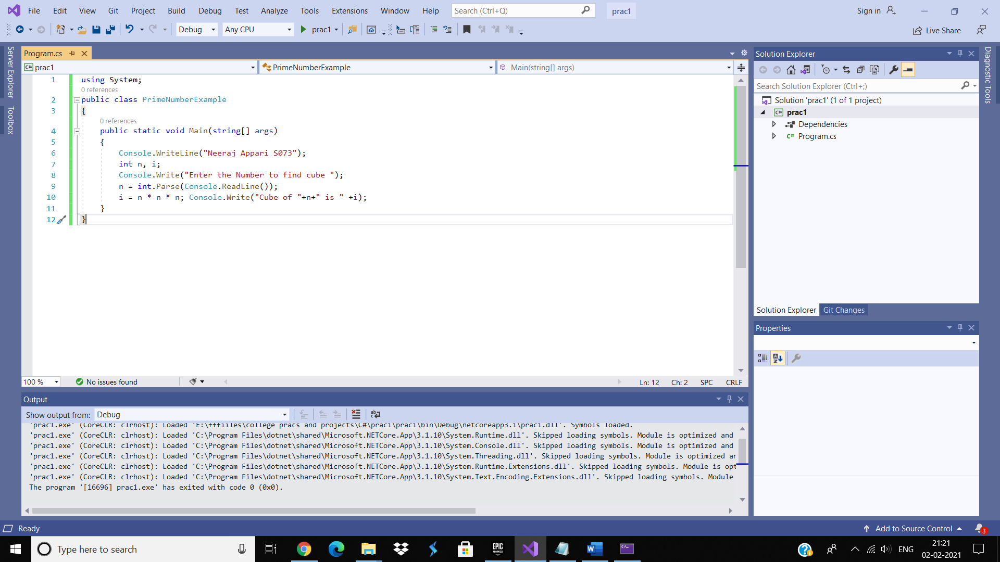 File Edit View Git Project Build Debug Test Analyze Tools Extensions Window Help Search (Ctrl+Q) prac1 Sign in
Debug Any CPU prac1 Live Share
Server Explorer
Toolbox
Program.cs
prac1 PrimeNumberExample Main(string[] args)
1 using System;
0 references
2 public class PrimeNumberExample
3 {
0 references
4 public static void Main(string[] args)
5 {
6 Console.WriteLine("Neeraj Appari S073");
7 int n, i;
8 Console.Write("Enter the Number to find cube ");
9 n = int.Parse(Console.ReadLine());
10 i = n * n * n; Console.Write("Cube of "+n+" is " +i);
11 }
12 }
100 % No issues found Ln: 12 Ch: 2 SPC CRLF
Output
Show output from: Debug
'prac1.exe' (CoreCLR: clrhost): Loaded 'E:\fffiiles\college pracs and projects\C#\prac1\prac1\bin\Debug\netcoreapp3.1\prac1.dll'. Symbols loaded.
'prac1.exe' (CoreCLR: clrhost): Loaded 'C:\Program Files\dotnet\shared\Microsoft.NETCore.App\3.1.10\System.Runtime.dll'. Skipped loading symbols. Module is optimized and
'prac1.exe' (CoreCLR: clrhost): Loaded 'C:\Program Files\dotnet\shared\Microsoft.NETCore.App\3.1.10\System.Console.dll'. Skipped loading symbols. Module is optimized and
'prac1.exe' (CoreCLR: clrhost): Loaded 'C:\Program Files\dotnet\shared\Microsoft.NETCore.App\3.1.10\System.Threading.dll'. Skipped loading symbols. Module is optimized ar
'prac1.exe' (CoreCLR: clrhost): Loaded 'C:\Program Files\dotnet\shared\Microsoft.NETCore.App\3.1.10\System.Runtime.Extensions.dll'. Skipped loading symbols. Module is opt
'prac1.exe' (CoreCLR: clrhost): Loaded 'C:\Program Files\dotnet\shared\Microsoft.NETCore.App\3.1.10\System.Text.Encoding.Extensions.dll'. Skipped loading symbols. Module
The program '[16696] prac1.exe' has exited with code 0 (0x0).
Solution Explorer
Search Solution Explorer (Ctrl+;)
Solution 'prac1' (1 of 1 project)
C# prac1
Dependencies
C# Program.cs
Solution Explorer Git Changes
Properties
Diagnostic Tools
Ready Add to Source Control 3
Type here to search EPIC GAMES ENG 21:21
02-02-2021